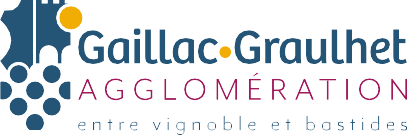 Gaillac•Graulhet
AGGLOMÉRATION
entre vignoble et bastides